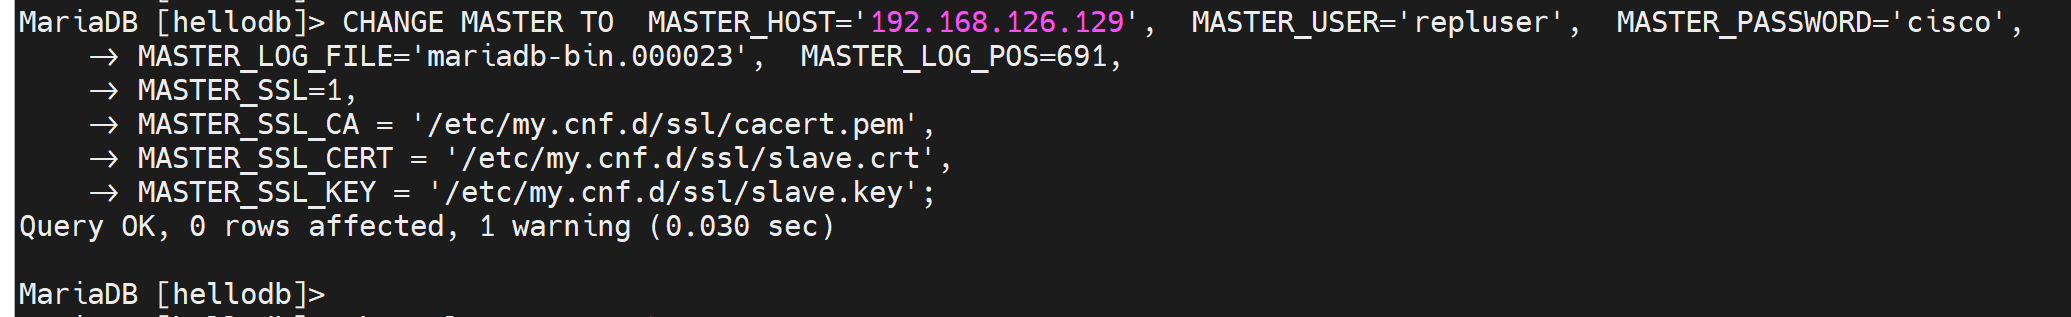 MariaDB [hellodb]> CHANGE MASTER TO  MASTER_HOST='192.168.126.129',  MASTER_USER='repluser',  MASTER_PASSWORD='cisco',
    -> MASTER_LOG_FILE='mariadb-bin.000023',  MASTER_LOG_POS=691,
    -> MASTER_SSL=1,
    -> MASTER_SSL_CA = '/etc/my.cnf.d/ssl/cacert.pem',
    -> MASTER_SSL_CERT = '/etc/my.cnf.d/ssl/slave.crt',
    -> MASTER_SSL_KEY = '/etc/my.cnf.d/ssl/slave.key';
Query OK, 0 rows affected, 1 warning (0.030 sec)
MariaDB [hellodb]>